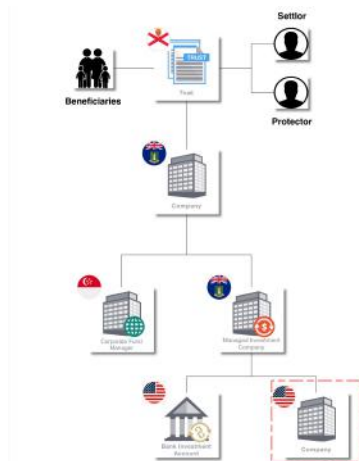 Settlor
TRUST
Beneficiaries
Trust
Protector
Company
Corporate Fund
Manager
Managed Investment
Company
Bank Investment
Account
Company